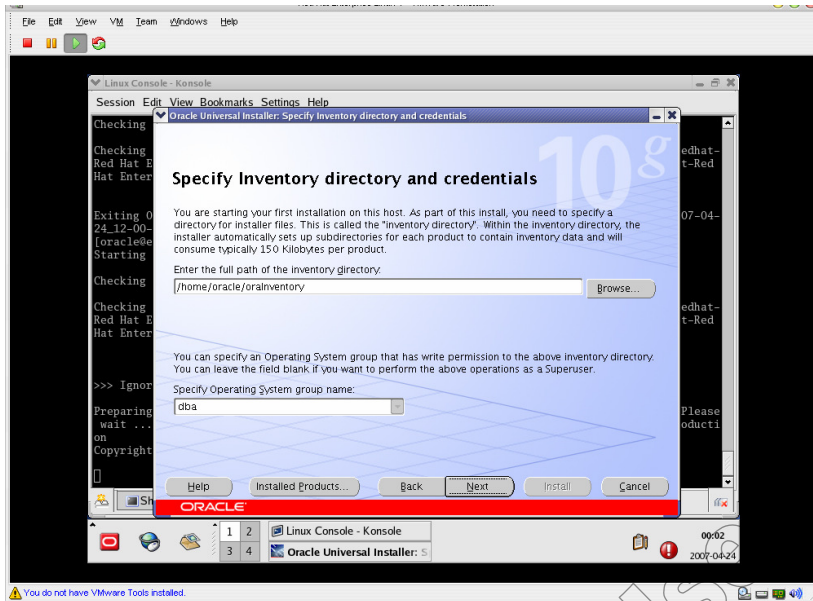 File Edit View VM Team Windows Help
Linux Console - Konsole
Session Edit View Bookmarks Settings Help
Oracle Universal Installer: Specify Inventory directory and credentials
Checking
Checking edhat-
Red Hat E t-Red
Hat Enter
Exiting O 07-04-
24_12-00-
[oracle@e
Starting
Checking
Checking edhat-
Red Hat E t-Red
Hat Enter
>>> Ignor
Preparing Please
wait ... oducti
on
Copyright
10g
Specify Inventory directory and credentials
You are starting your first installation on this host. As part of this install, you need to specify a
directory for installer files. This is called the "inventory directory". Within the inventory directory, the
installer automatically sets up subdirectories for each product to contain inventory data and will
consume typically 150 Kilobytes per product.
Enter the full path of the inventory directory:
/home/oracle/oraInventory
Browse...
You can specify an Operating System group that has write permission to the above inventory directory.
You can leave the field blank if you want to perform the above operations as a Superuser.
Specify Operating System group name:
dba
Help Installed Products... Back Next Install Cancel
ORACLE
Sh
1 2 Linux Console - Konsole 00:02
3 4 Oracle Universal Installer: S 2007-04-24
You do not have VMware Tools installed.